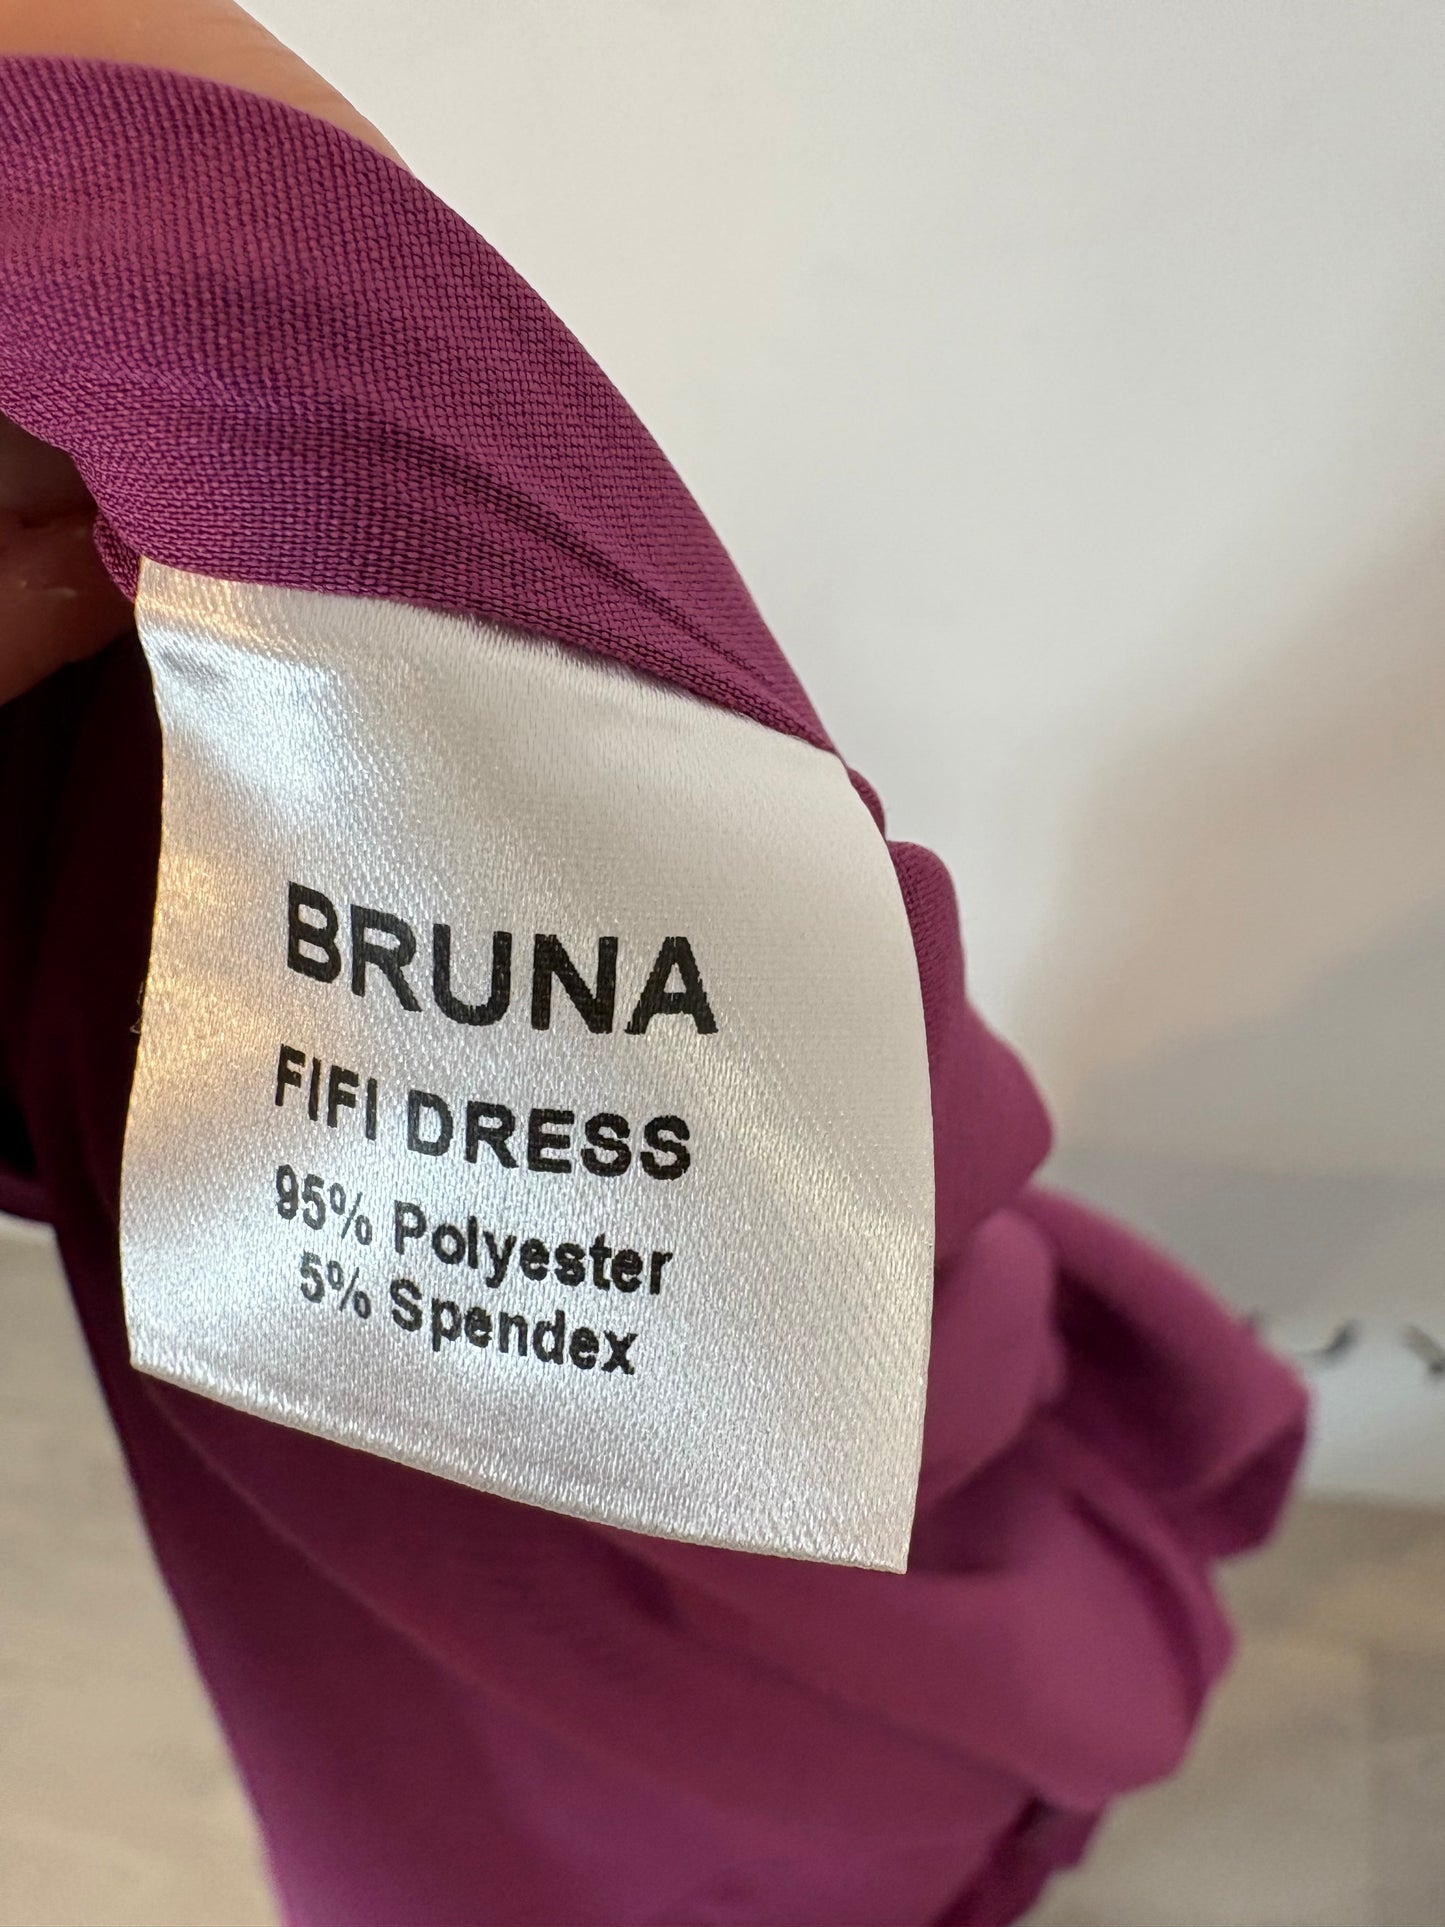 BRUNA
FIFI DRESS
95% Polyester
5% Spendex